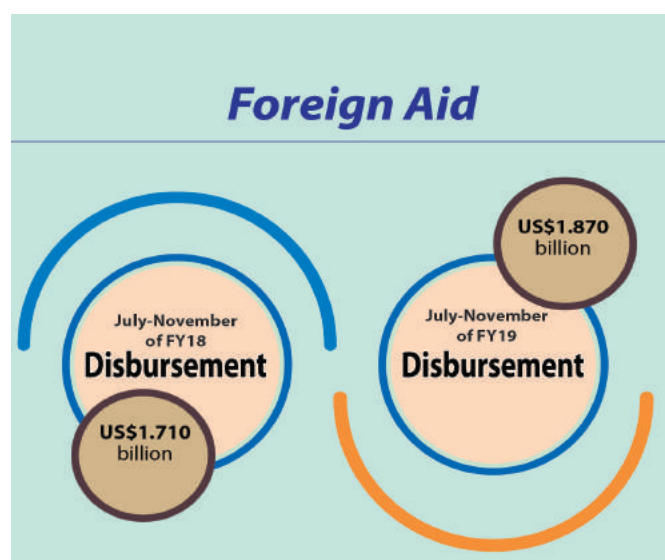 Foreign Aid
July-November
of FY18
Disbursement
US$1.710
billion
US$1.870
billion
July-November
of FY19
Disbursement